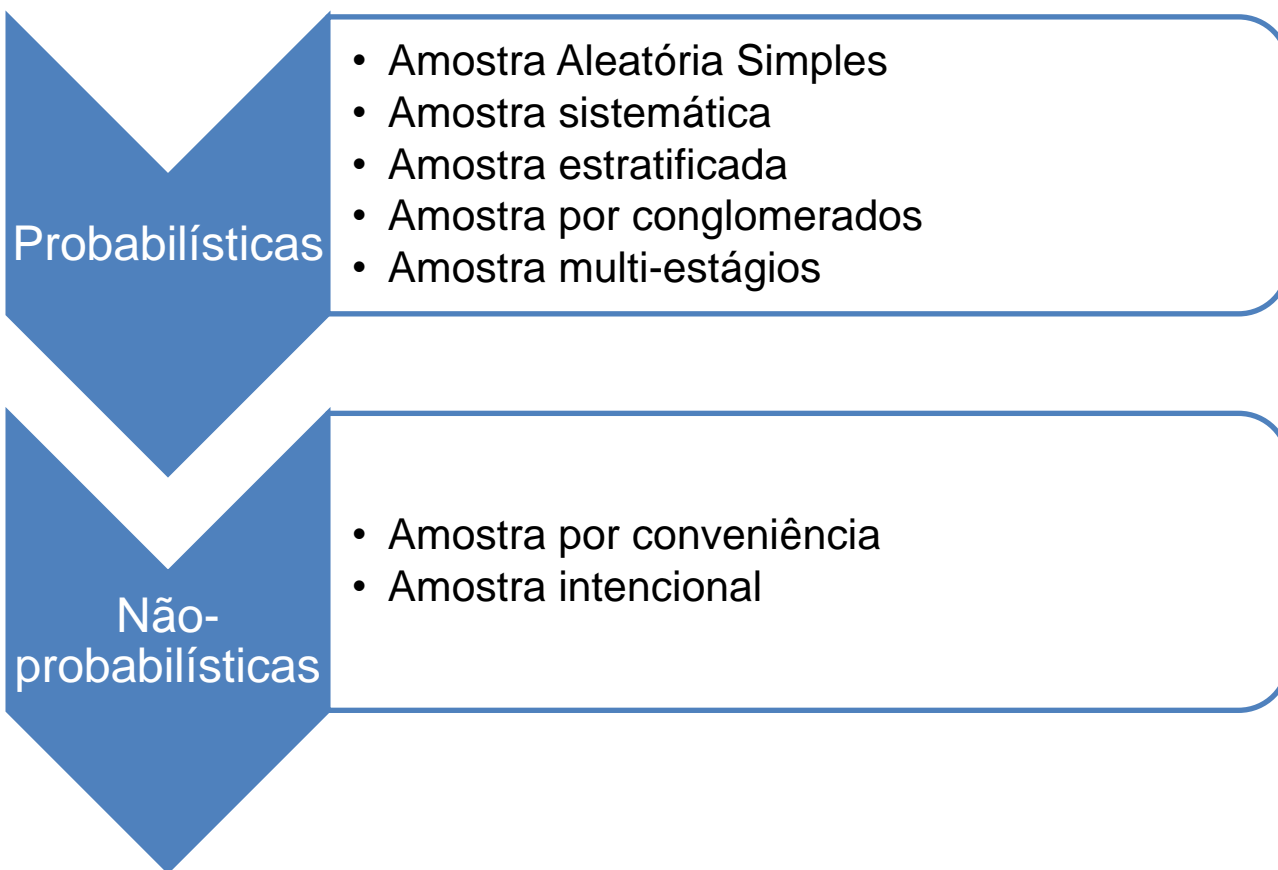 Probabilísticas
• Amostra Aleatória Simples
• Amostra sistemática
• Amostra estratificada
• Amostra por conglomerados
• Amostra multi-estágios
Não-
probabilísticas
• Amostra por conveniência
• Amostra intencional